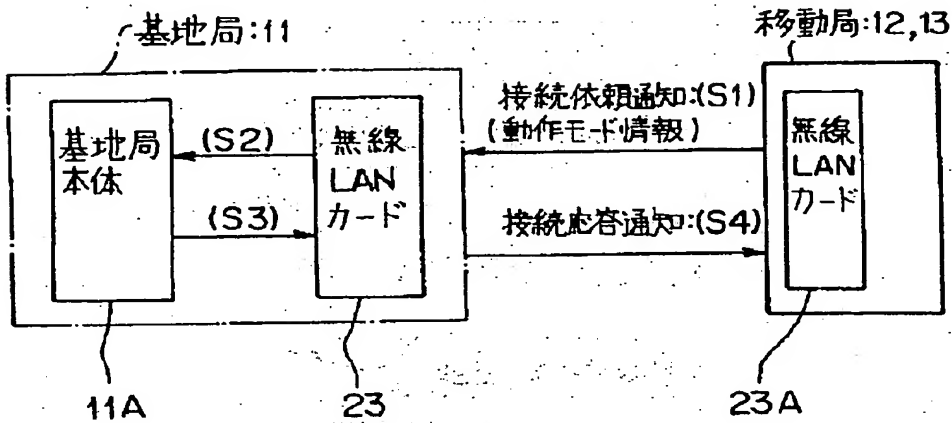 基地局:11
移動局:12,13
接続依頼通知:(S1)
(動作モード情報)
基地局
本体
(S2)
(S3)
無線
LAN
カード
接続応答通知:(S4)
無線
LAN
カード
11A
23
23A